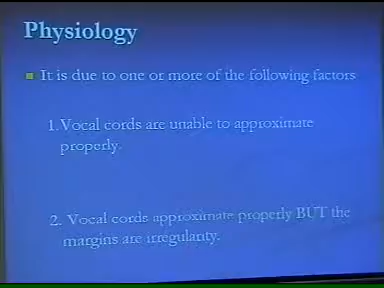 Physiology
It is due to one or more of the following factors
1.Vocal cords are unable to approximate
properly.
2. Vocal cords approximate properly BUT the
margins are irregularity.